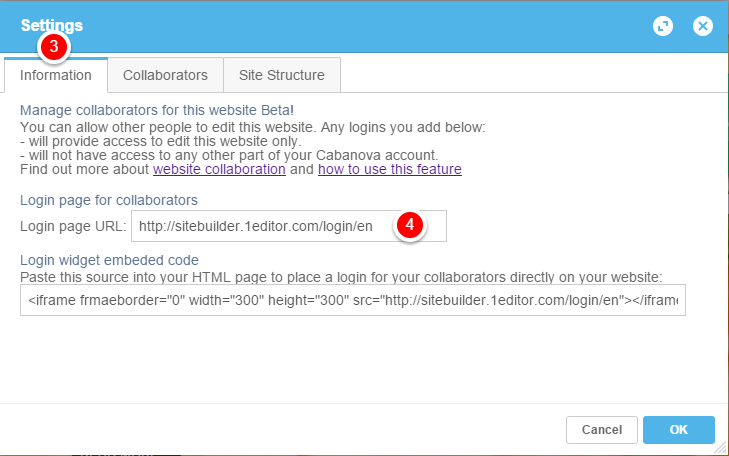 Settings
3
Information
Collaborators
Site Structure
Manage collaborators for this website Beta!
You can allow other people to edit this website. Any logins you add below:
- will provide access to edit this website only.
- will not have access to any other part of your Cabanova account.
Find out more about website collaboration and how to use this feature
Login page for collaborators
Login page URL: http://sitebuilder.1editor.com/login/en
4
Login widget embeded code
Paste this source into your HTML page to place a login for your collaborators directly on your website:
<iframe frmaeborder="0" width="300" height="300" src="http://sitebuilder.1editor.com/login/en"></iframe
Cancel
OK